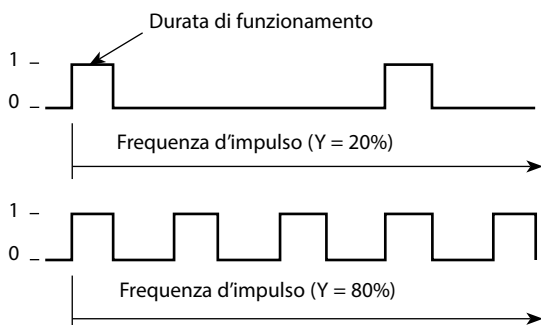 Durata di funzionamento
1
0
Frequenza d'impulso (Y = 20%)
1
0
Frequenza d'impulso (Y = 80%)